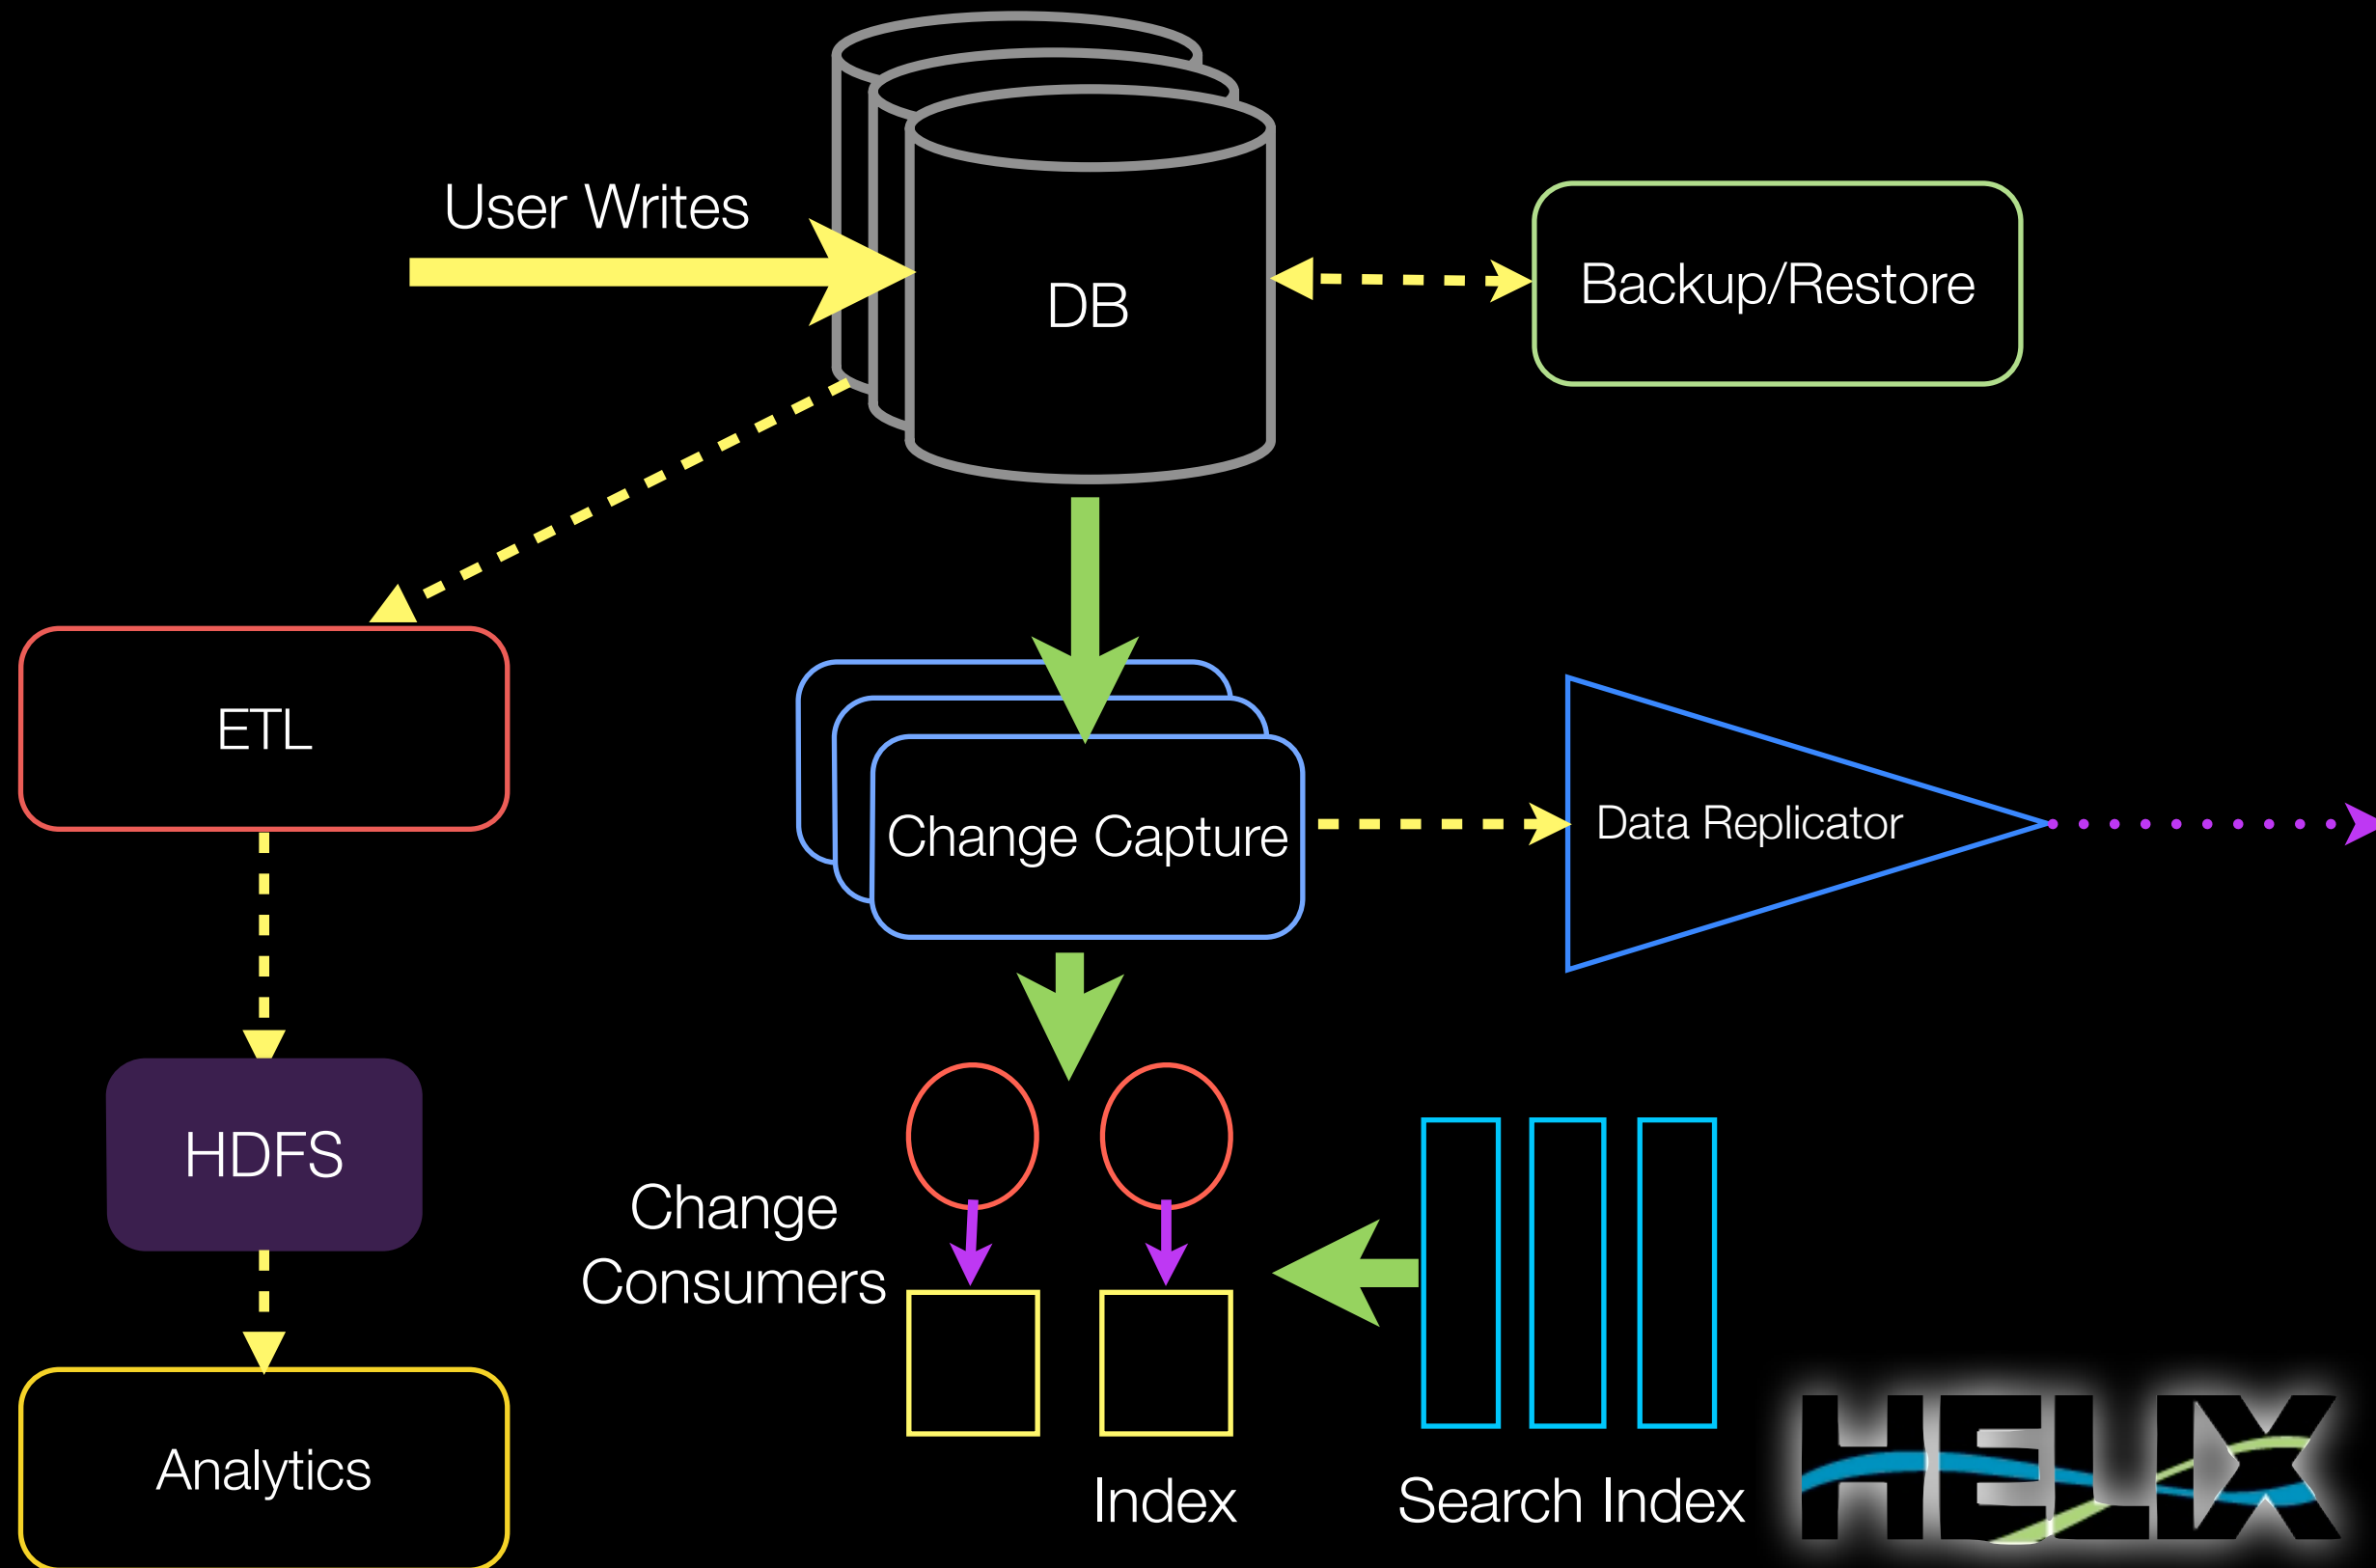 User Writes
DB
Backup/Restore
ETL
Change Capture
Data Replicator
HDFS
Change
Consumers
Analytics
Index
Search Index
HELIX